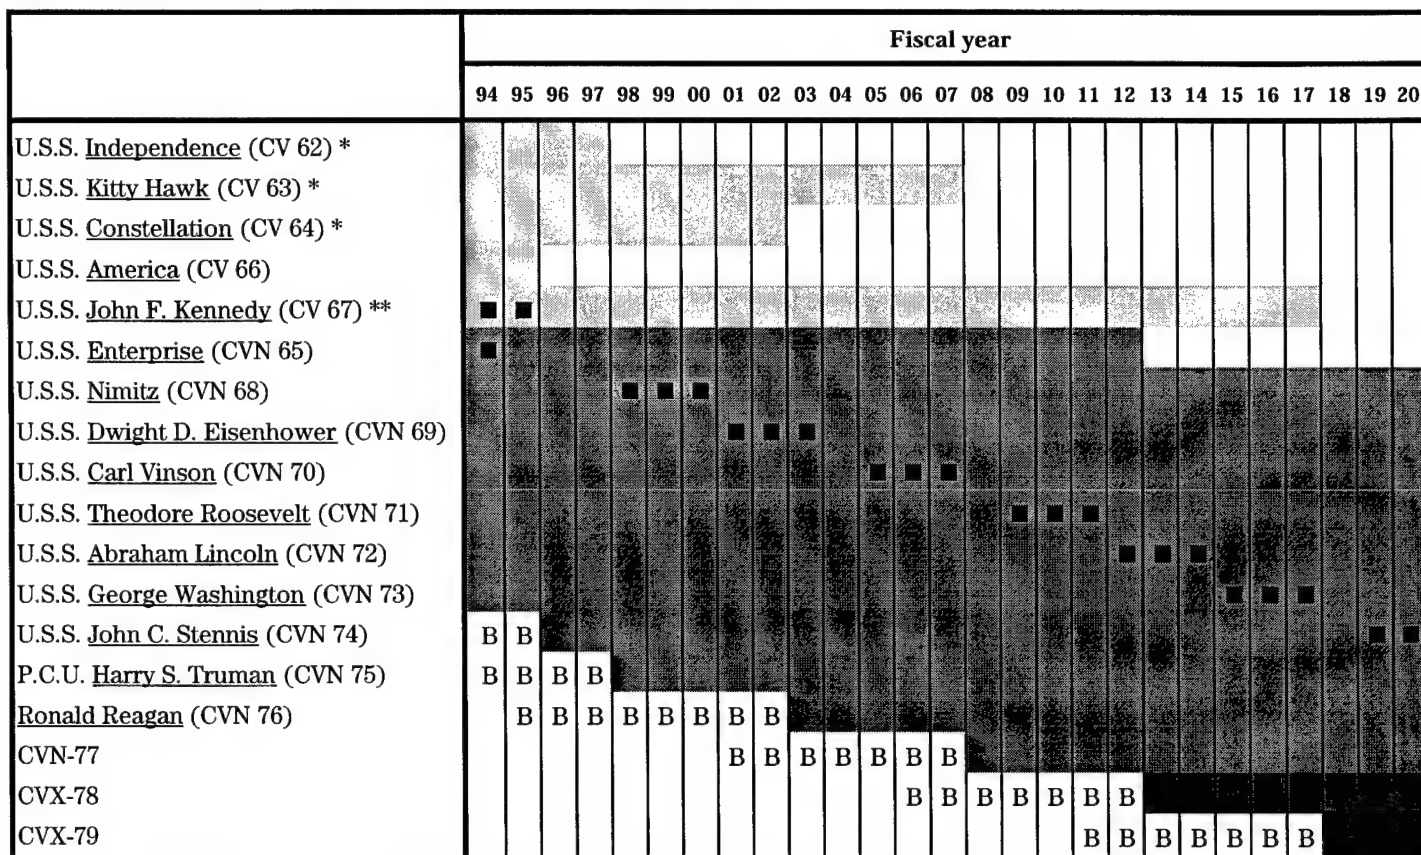 Fiscal year
94 95 96 97 98 99 00 01 02 03 04 05 06 07 08 09 10 11 12 13 14 15 16 17 18 19 20
U.S.S. Independence (CV 62) *
U.S.S. Kitty Hawk (CV 63) *
U.S.S. Constellation (CV 64) *
U.S.S. America (CV 66)
U.S.S. John F. Kennedy (CV 67) **
U.S.S. Enterprise (CVN 65)
U.S.S. Nimitz (CVN 68)
U.S.S. Dwight D. Eisenhower (CVN 69)
U.S.S. Carl Vinson (CVN 70)
U.S.S. Theodore Roosevelt (CVN 71)
U.S.S. Abraham Lincoln (CVN 72)
U.S.S. George Washington (CVN 73)
U.S.S. John C. Stennis (CVN 74) B B
P.C.U. Harry S. Truman (CVN 75) B B B B
Ronald Reagan (CVN 76) B B B B B B B B
CVN-77 B B B B B B B
CVX-78 B B B B B B B
CVX-79 B B B B B B B